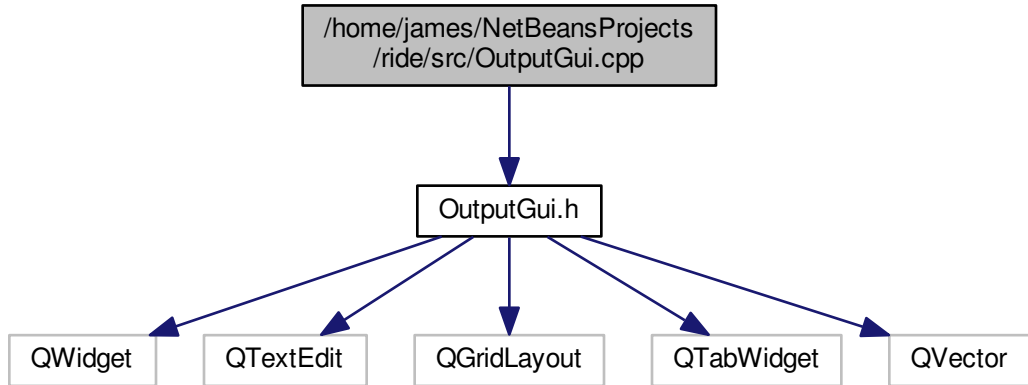 /home/james/NetBeansProjects
/ride/src/OutputGui.cpp
OutputGui.h
QWidget
QTextEdit
QGridLayout
QTabWidget
QVector